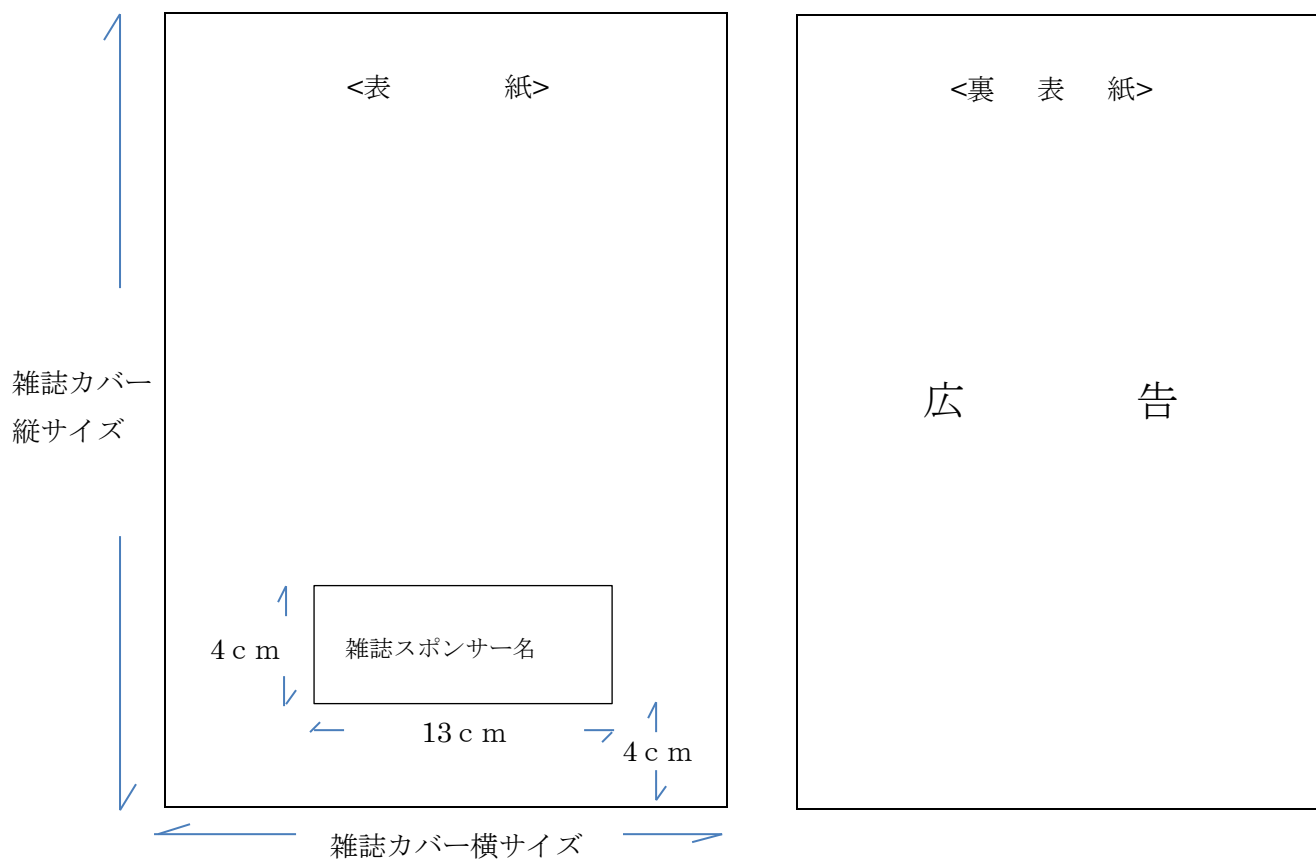 <表　　紙>
<裏　表　紙>
雑誌カバー
縦サイズ
広　　告
雑誌スポンサー名
4ｃｍ
13ｃｍ
4ｃｍ
雑誌カバー横サイズ